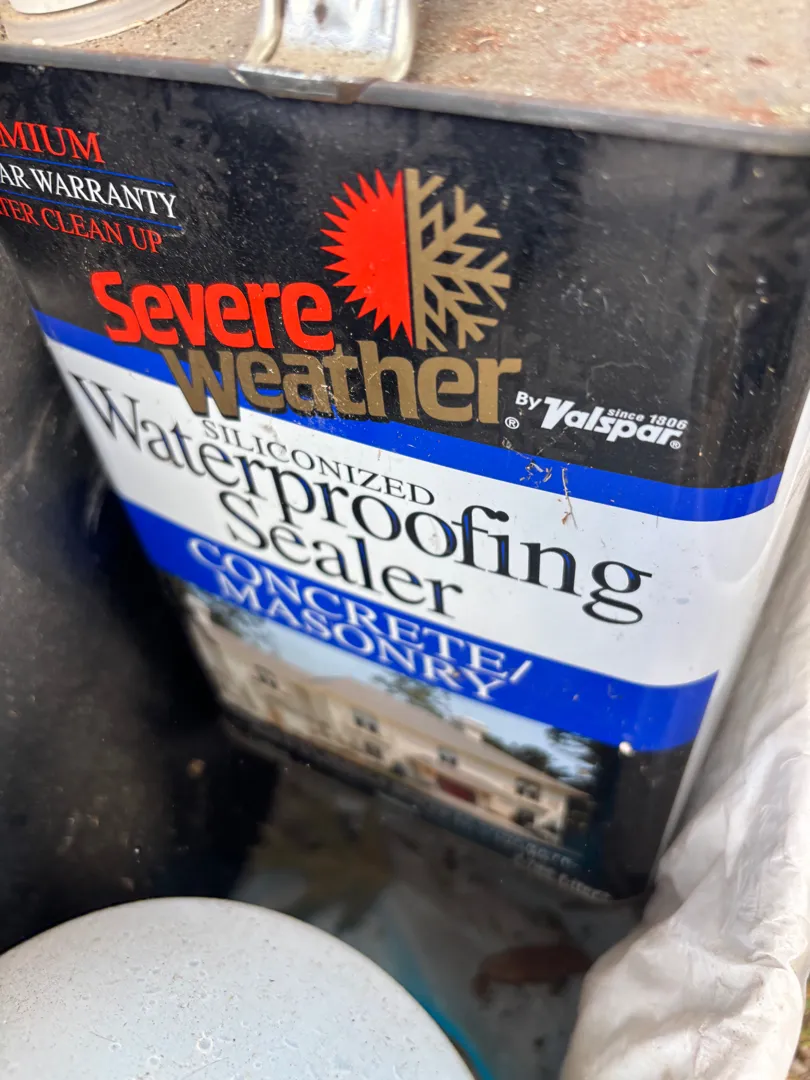 MIUM
AR WARRANTY
TER CLEAN UP
Severe
weather®
By Valspar®
since 1806
SILICONIZED
Waterproofing
Sealer
CONCRETE/
MASONRY